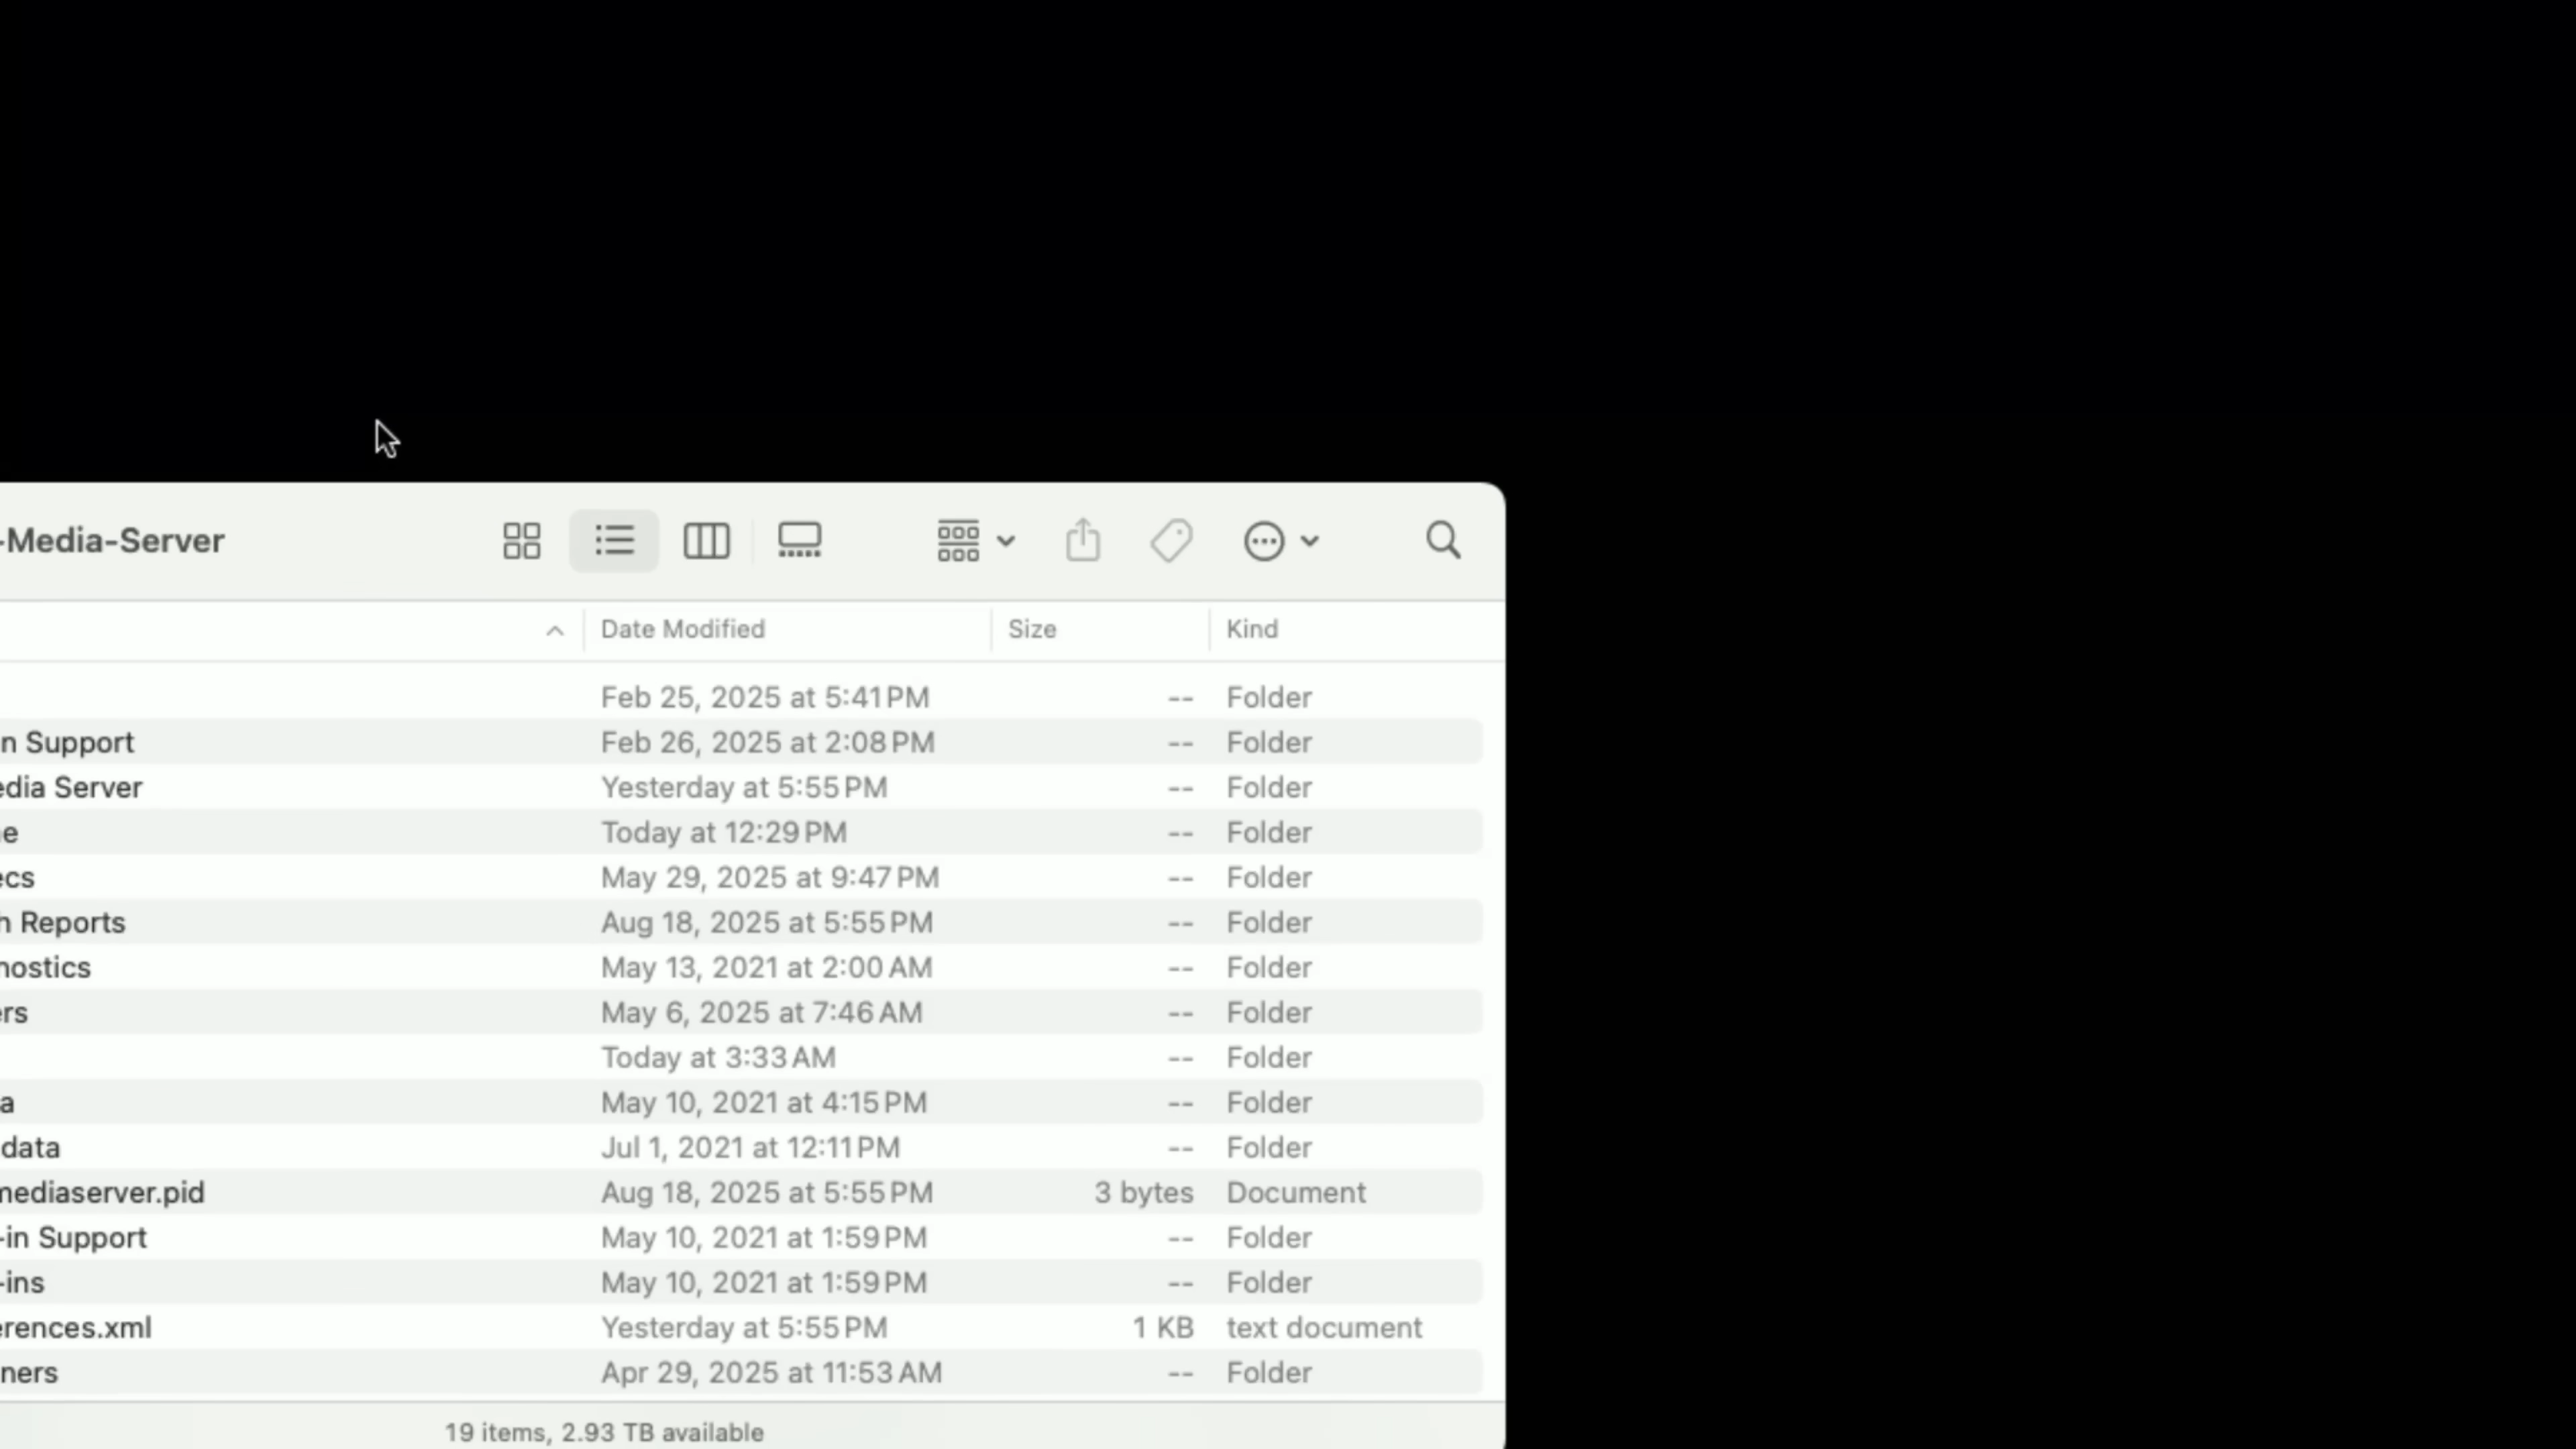 -Media-Server
Date Modified Size Kind
Feb 25, 2025 at 5:41 PM -- Folder
n Support Feb 26, 2025 at 2:08 PM -- Folder
edia Server Yesterday at 5:55 PM -- Folder
e Today at 12:29 PM -- Folder
ecs May 29, 2025 at 9:47 PM -- Folder
h Reports Aug 18, 2025 at 5:55 PM -- Folder
nostics May 13, 2021 at 2:00 AM -- Folder
ers May 6, 2025 at 7:46 AM -- Folder
Today at 3:33 AM -- Folder
a May 10, 2021 at 4:15 PM -- Folder
data Jul 1, 2021 at 12:11 PM -- Folder
mediaserver.pid Aug 18, 2025 at 5:55 PM 3 bytes Document
-in Support May 10, 2021 at 1:59 PM -- Folder
-ins May 10, 2021 at 1:59 PM -- Folder
erences.xml Yesterday at 5:55 PM 1 KB text document
ners Apr 29, 2025 at 11:53 AM -- Folder
19 items, 2.93 TB available